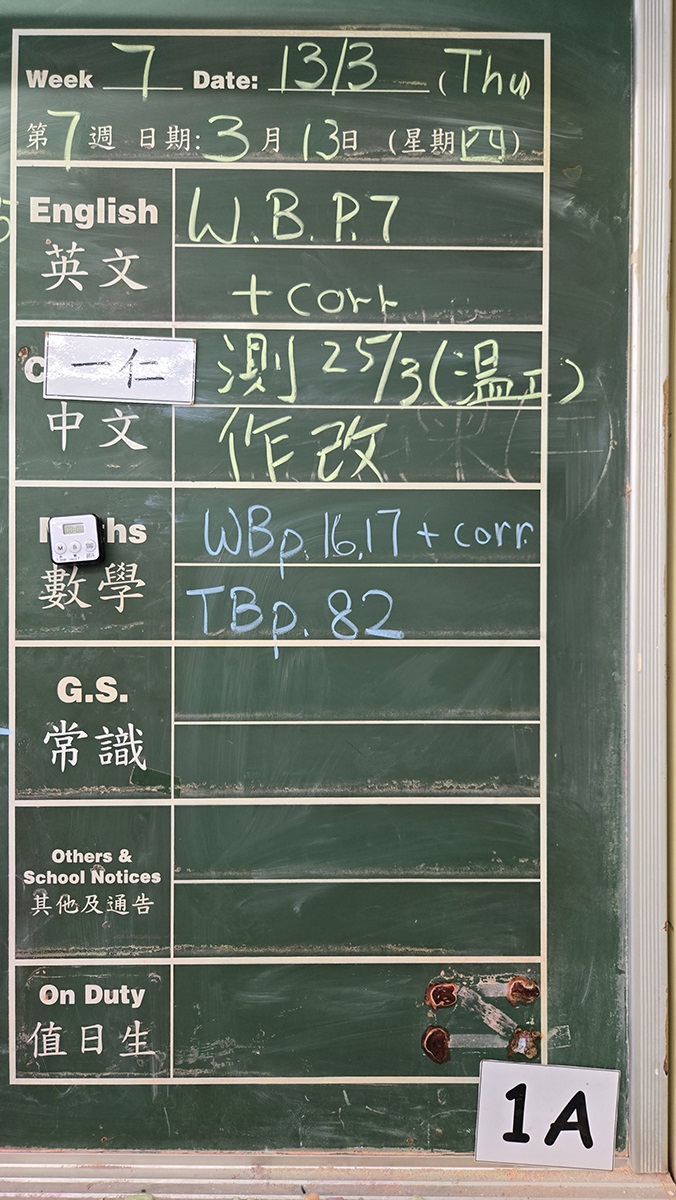 Week 7 Date: 13/3 (Thu)
第7週 日期: 3月13日 (星期四)
English W.B. P.7
英文 + corr
一仁 測 25/3 (温工)
中文 作改
hs WBp.16,17 + corr
數學 TBp. 82
G.S.
常識
Others &
School Notices
其他及通告
On Duty
值日生
1A